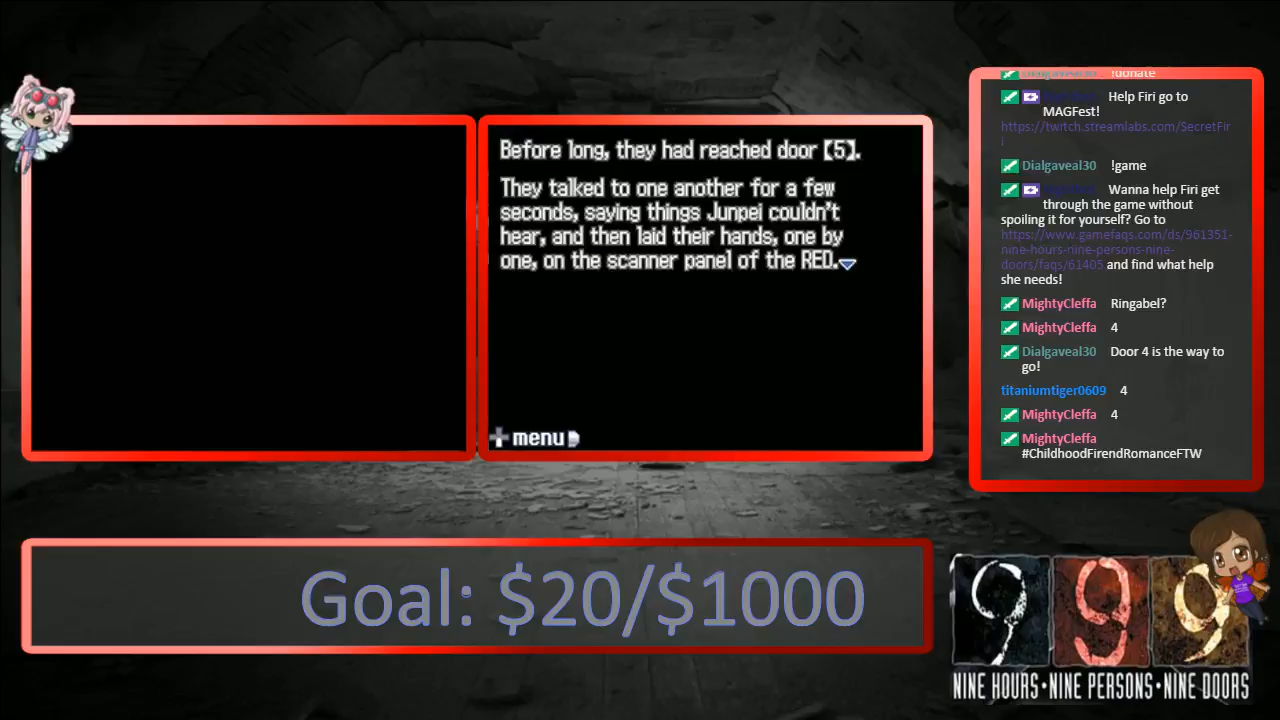 Before long, they had reached door【5】.
They talked to one another for a few
seconds, saying things Junpei couldn't
hear, and then laid their hands, one by
one, on the scanner panel of the RED.
menu
!donate
Help Firi go to
MAGFest!
https://twitch.streamlabs.com/SecretFir
i
Dialgaveal30 !game
Wanna help Firi get
through the game without
spoiling it for yourself? Go to
https://www.gamefaqs.com/ds/961351-
nine-hours-nine-persons-nine-
doors/faqs/61405 and find what help
she needs!
MightyCleffa Ringabel?
MightyCleffa 4
Dialgaveal30 Door 4 is the way to
go!
titaniumtiger0609 4
MightyCleffa 4
MightyCleffa
#ChildhoodFirendRomanceFTW
Goal: $20/$1000
999
NINE HOURS•NINE PERSONS•NINE DOORS